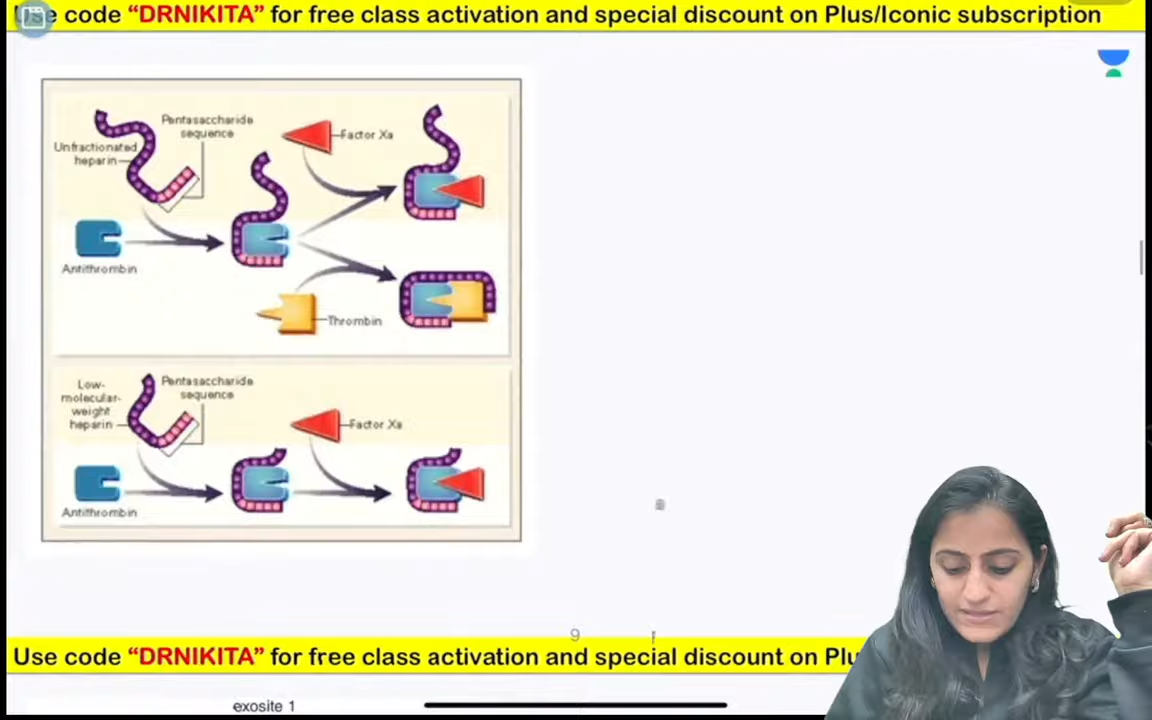 Use code “DRNIKITA” for free class activation and special discount on Plus/Iconic subscription
Pentasaccharide
sequence
Factor Xa
Unfractionated
heparin
Antithrombin
Thrombin
Low-
molecular-
weight
heparin
Pentasaccharide
sequence
Factor Xa
Antithrombin
9
Use code “DRNIKITA” for free class activation and special discount on Plu
exosite 1